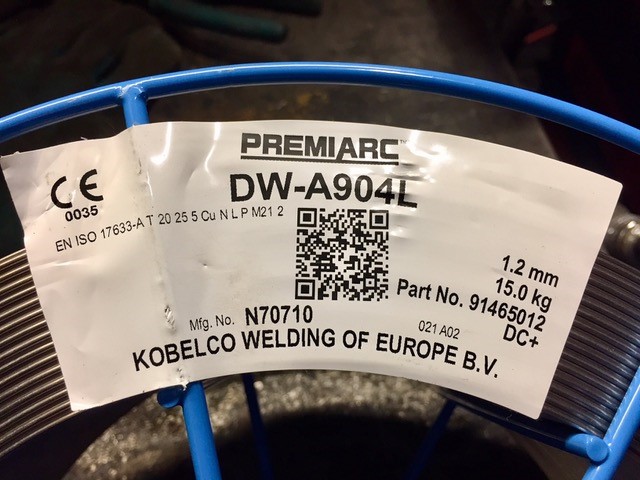 PREMIARC™
DW-A904L
CE
0035
EN ISO 17633-A T 20 25 5 Cu N L P M21 2
1.2 mm
15.0 kg
Part No. 91465012
DC+
Mfg. No. N70710
021 A02
KOBELCO WELDING OF EUROPE B.V.